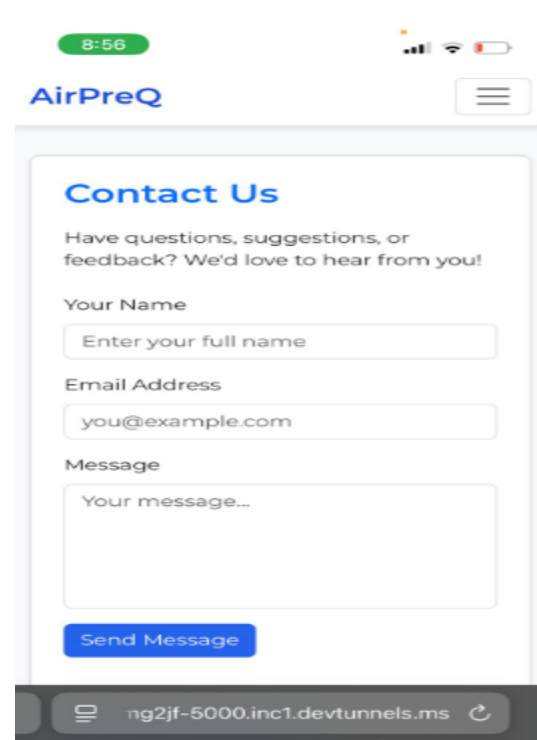 8:56
AirPreQ
Contact Us
Have questions, suggestions, or
feedback? We'd love to hear from you!
Your Name
Enter your full name
Email Address
you@example.com
Message
Your message...
Send Message
ng2jf-5000.inc1.devtunnels.ms